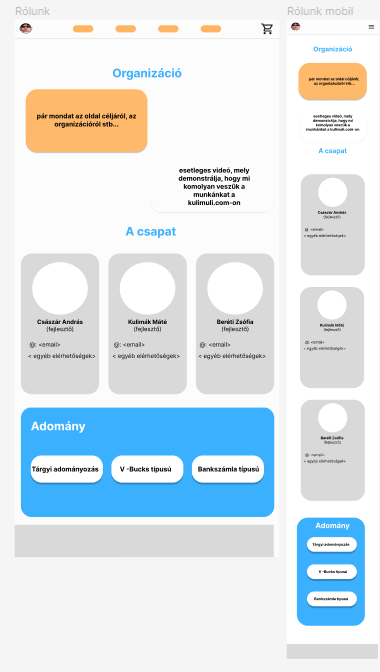 Rólunk
Organizáció
pár mondat az oldal céljáról, az
organizációról stb...
esetleges videó, mely
demonstrálja, hogy mi
komolyan veszük a
munkánkat a
kulimuli.com-on
A csapat
Császár András
(fejlesztő)
@: <email>
< egyéb elérhetőségek>
Kulimák Máté
(fejlesztő)
@: <email>
< egyéb elérhetőségek>
Beréti Zsófia
(fejlesztő)
@: <email>
< egyéb elérhetőségek>
Adomány
Tárgyi adományozás
V -Bucks típusú
Bankszámla típusú
Rólunk mobil
Organizáció
pár mondat az oldal céljáról,
az organizációról stb...
esetleges videó, mely
demonstrálja, hogy mi
komolyan veszük a
munkánkat a kulimuli.com-on
A csapat
Császár András
(fejlesztő)
@: <email>
< egyéb elérhetőségek>
Kulimák Máté
(fejlesztő)
@: <email>
< egyéb elérhetőségek>
Beréti Zsófia
(fejlesztő)
@: <email>
< egyéb elérhetőségek>
Adomány
Tárgyi adományozás
V -Bucks típusú
Bankszámla típusú